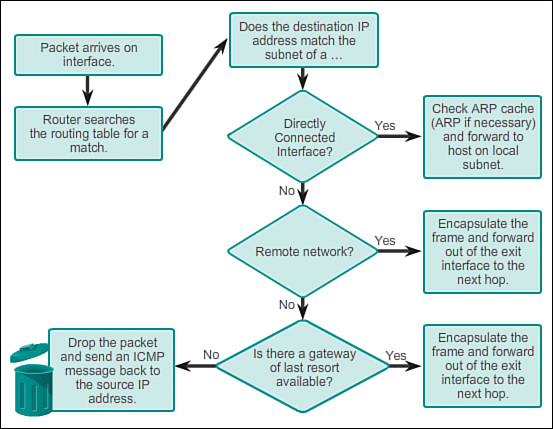 Packet arrives on
interface.
Router searches
the routing table for a
match.
Does the destination IP
address match the
subnet of a ...
Directly
Connected
Interface?
Yes
Check ARP cache
(ARP if necessary)
and forward to
host on local
subnet.
No
Remote network?
Yes
Encapsulate the
frame and forward
out of the exit
interface to the
next hop.
No
Is there a gateway
of last resort
available?
Yes
Encapsulate the
frame and forward
out of the exit
interface to the
next hop.
No
Drop the packet
and send an ICMP
message back to
the source IP
address.